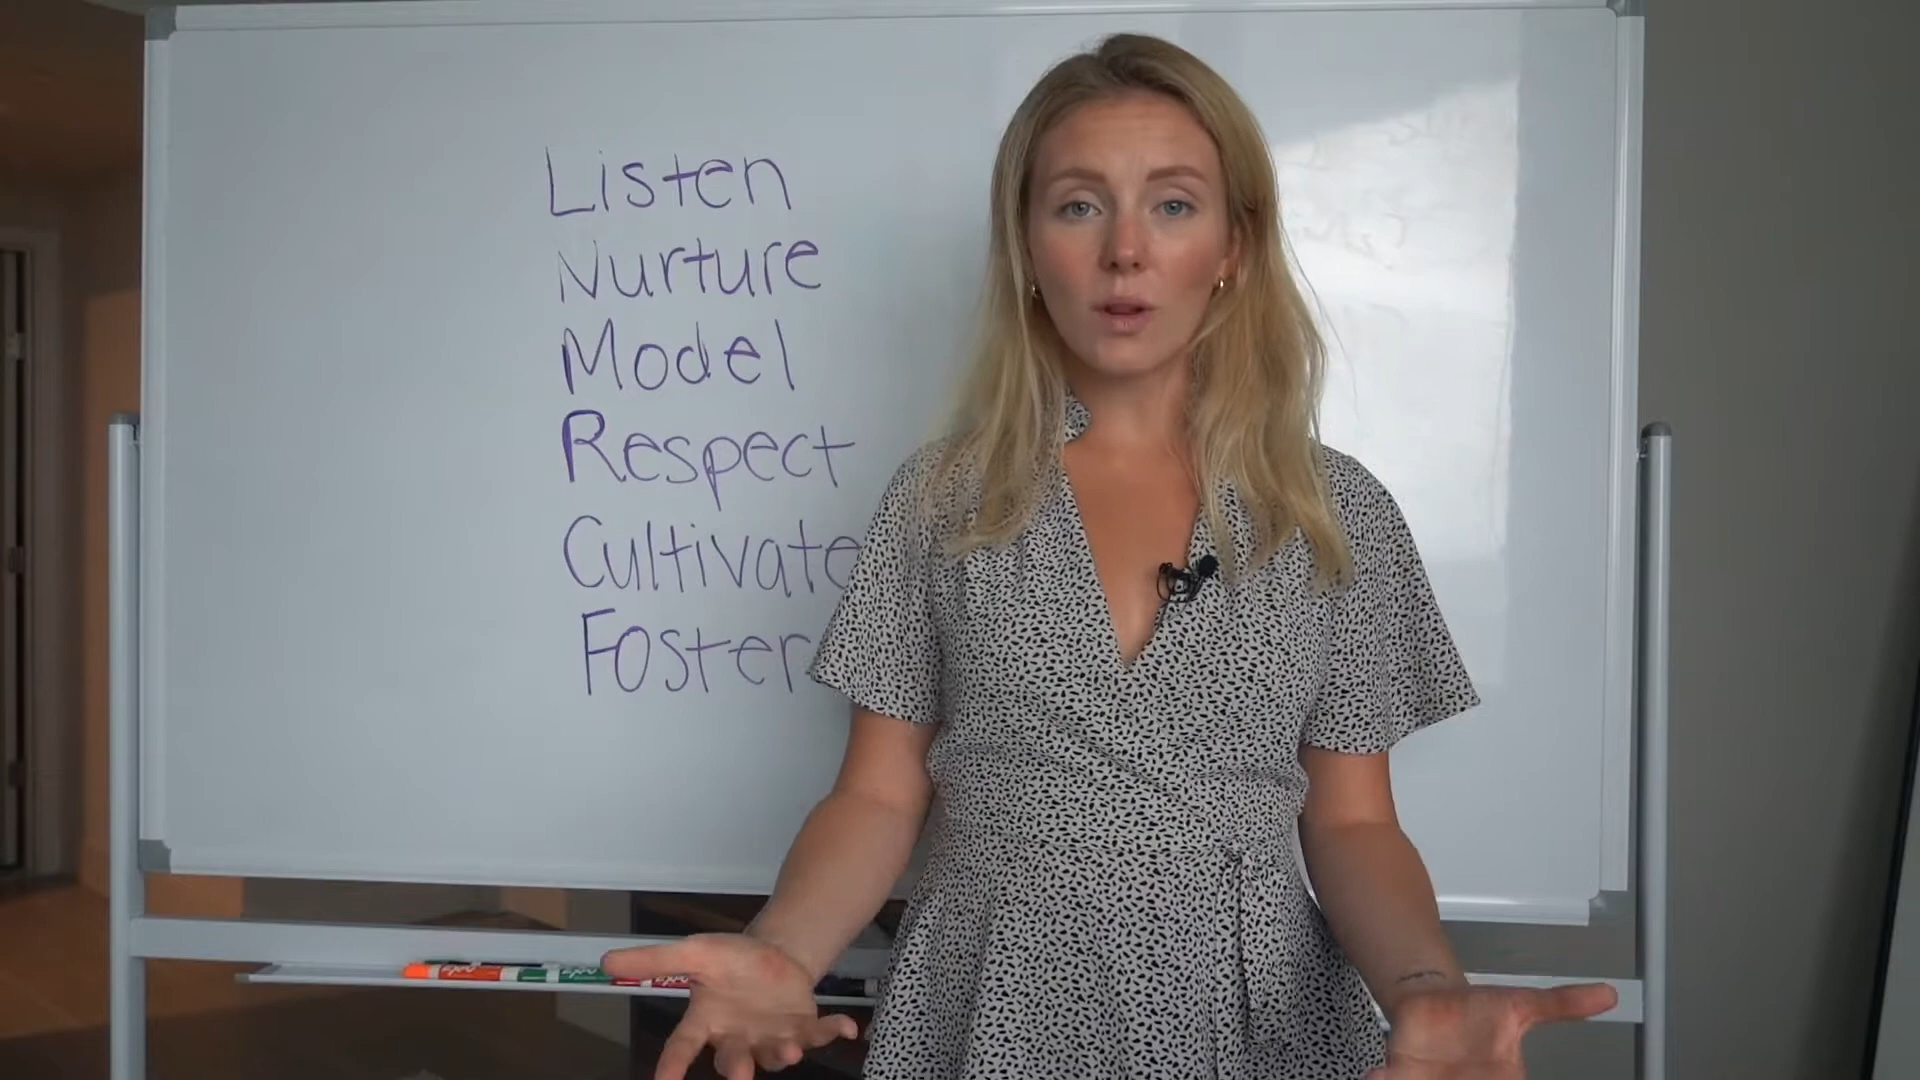 Listen
Nurture
Model
Respect
Cultivate
Foster